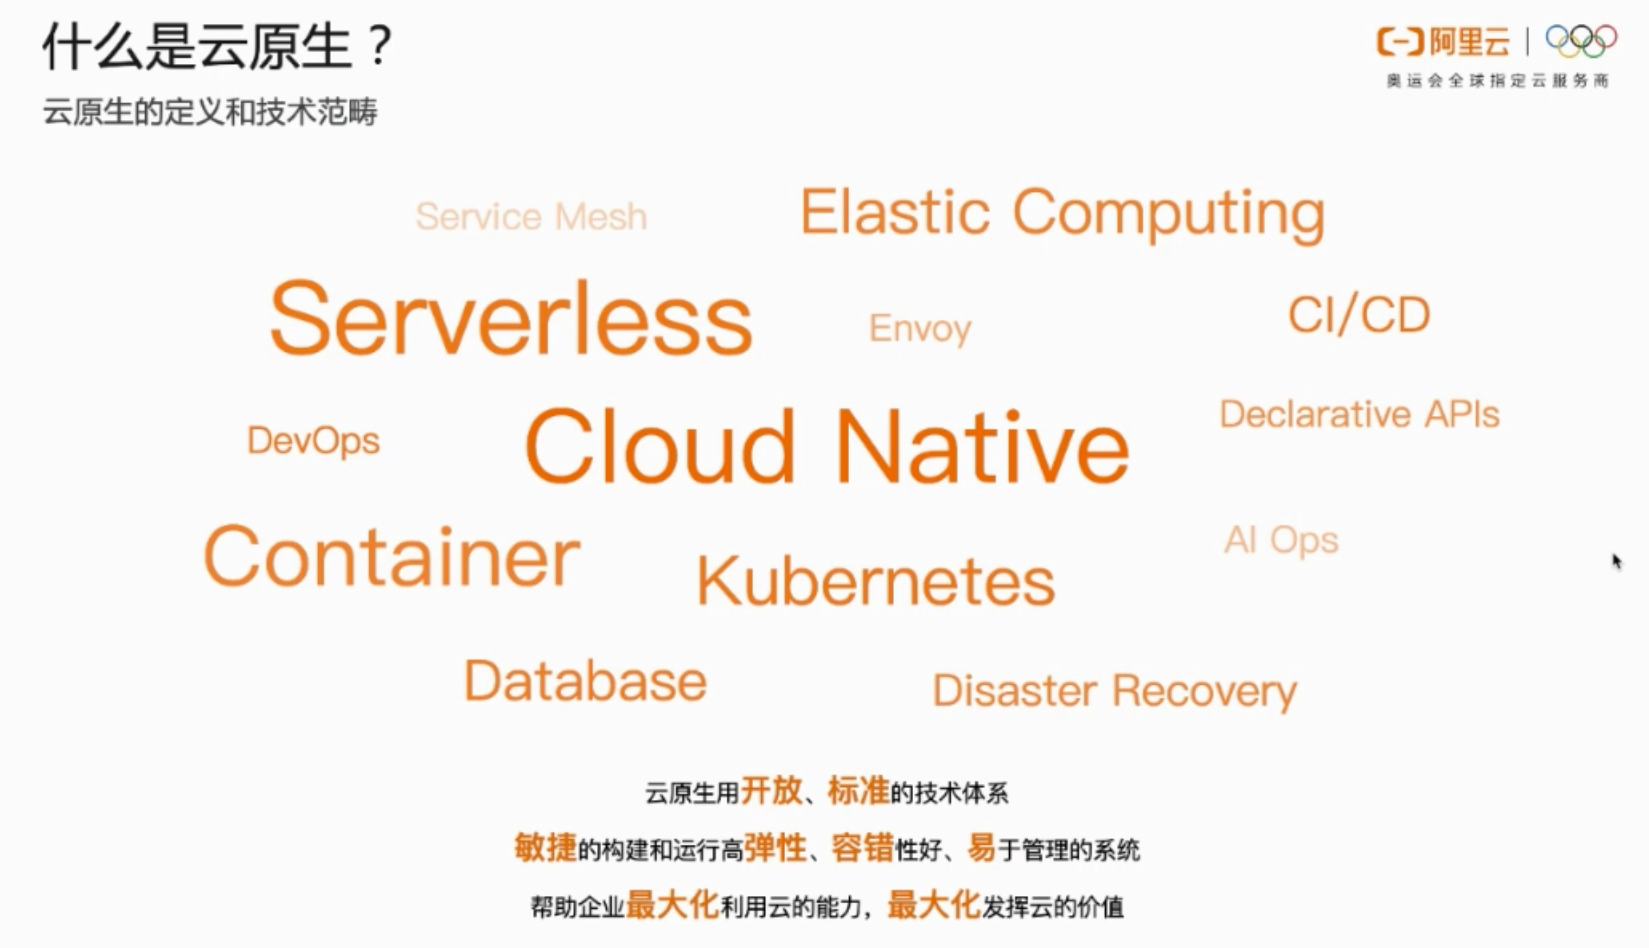 什么是云原生？
云原生的定义和技术范畴
阿里云
奥运会全球指定云服务商
Service Mesh
Elastic Computing
Serverless
Envoy
CI/CD
DevOps
Cloud Native
Declarative APIs
Container
Kubernetes
AI Ops
Database
Disaster Recovery
云原生用开放、标准的技术体系
敏捷的构建和运行高弹性、容错性好、易于管理的系统
帮助企业最大化利用云的能力，最大化发挥云的价值